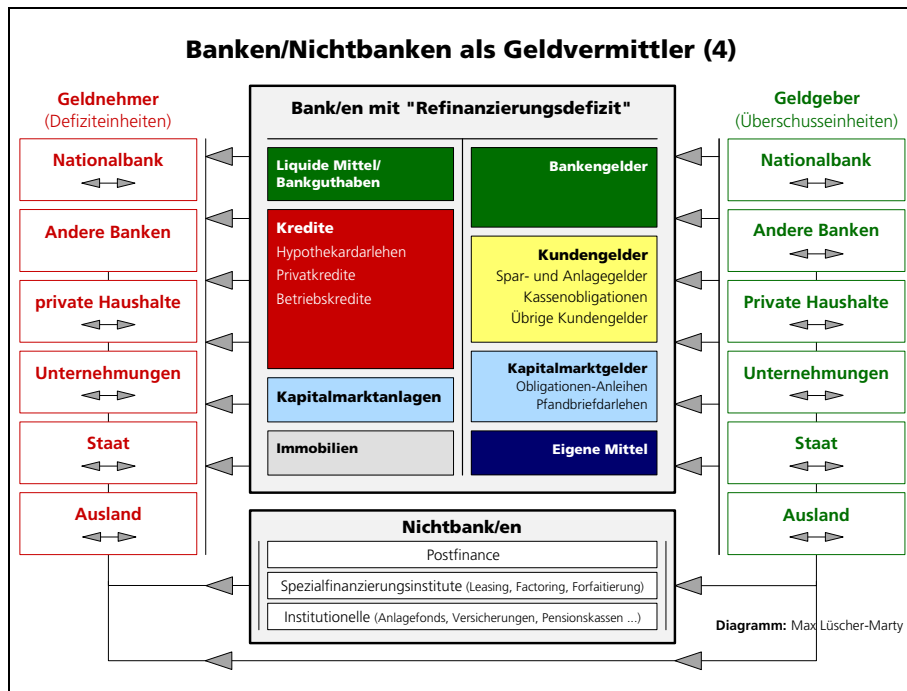 Banken/Nichtbanken als Geldvermittler (4)
Geldnehmer
(Defiziteinheiten)
Nationalbank
Andere Banken
private Haushalte
Unternehmungen
Staat
Ausland
Bank/en mit "Refinanzierungsdefizit"
Liquide Mittel/
Bankguthaben
Kredite
Hypothekardarlehen
Privatkredite
Betriebskredite
Kapitalmarktanlagen
Immobilien
Bankengelder
Kundengelder
Spar- und Anlagegelder
Kassenobligationen
Übrige Kundengelder
Kapitalmarktgelder
Obligationen-Anleihen
Pfandbriefdarlehen
Eigene Mittel
Geldgeber
(Überschusseinheiten)
Nationalbank
Andere Banken
Private Haushalte
Unternehmungen
Staat
Ausland
Nichtbank/en
Postfinance
Spezialfinanzierungsinstitute (Leasing, Factoring, Forfaitierung)
Institutionelle (Anlagefonds, Versicherungen, Pensionskassen ...)
Diagramm: Max Lüscher-Marty